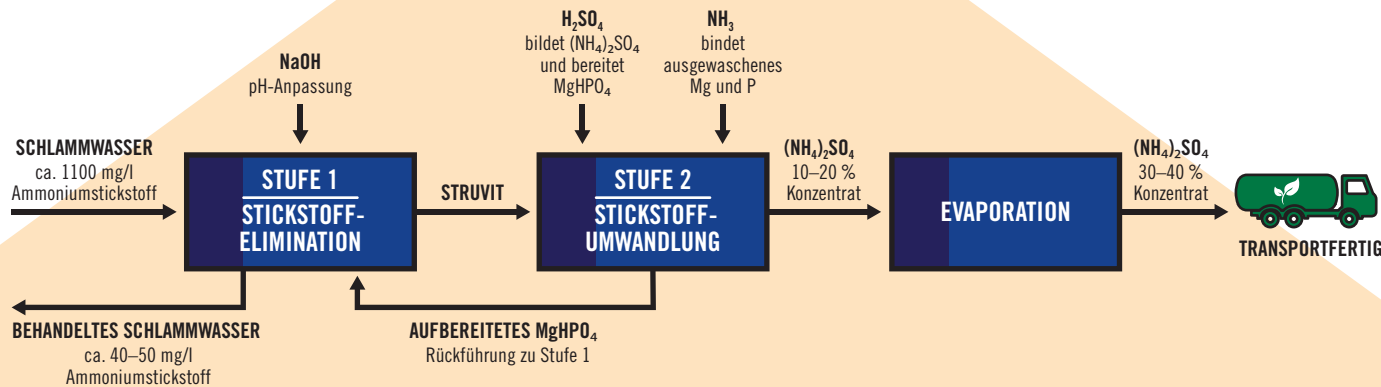 H₂SO₄
bildet (NH₄)₂SO₄
und bereitet
MgHPO₄
NH₃
bindet
ausgewaschenes
Mg und P
NaOH
pH-Anpassung
SCHLAMMWASSER
ca. 1100 mg/l
Ammoniumstickstoff
STUFE 1
STICKSTOFF-
ELIMINATION
STRUVIT
STUFE 2
STICKSTOFF-
UMWANDLUNG
(NH₄)₂SO₄
10–20 %
Konzentrat
EVAPORATION
(NH₄)₂SO₄
30–40 %
Konzentrat
TRANSPORTFERTIG
BEHANDELTES SCHLAMMWASSER
ca. 40–50 mg/l
Ammoniumstickstoff
AUFBEREITETES MgHPO₄
Rückführung zu Stufe 1